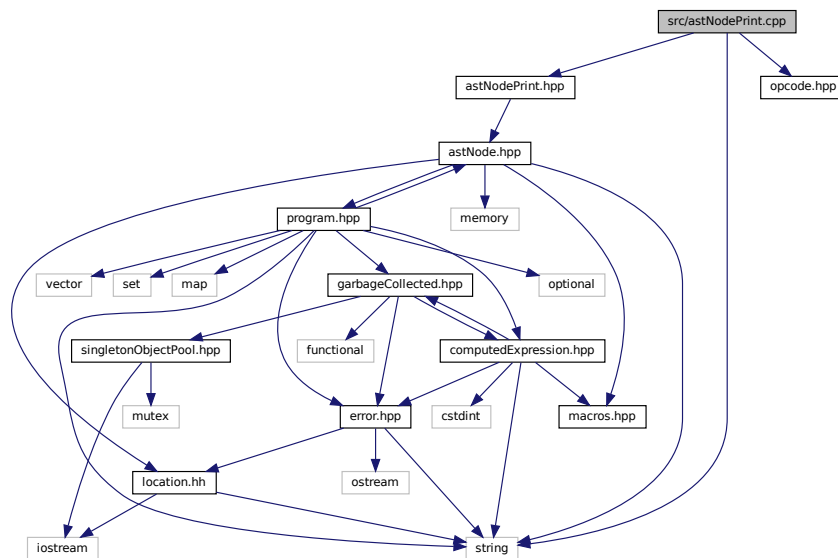 src/astNodePrint.cpp
astNodePrint.hpp
opcode.hpp
astNode.hpp
program.hpp
memory
vector
set
map
garbageCollected.hpp
optional
singletonObjectPool.hpp
functional
computedExpression.hpp
mutex
error.hpp
cstdint
macros.hpp
location.hh
ostream
iostream
string